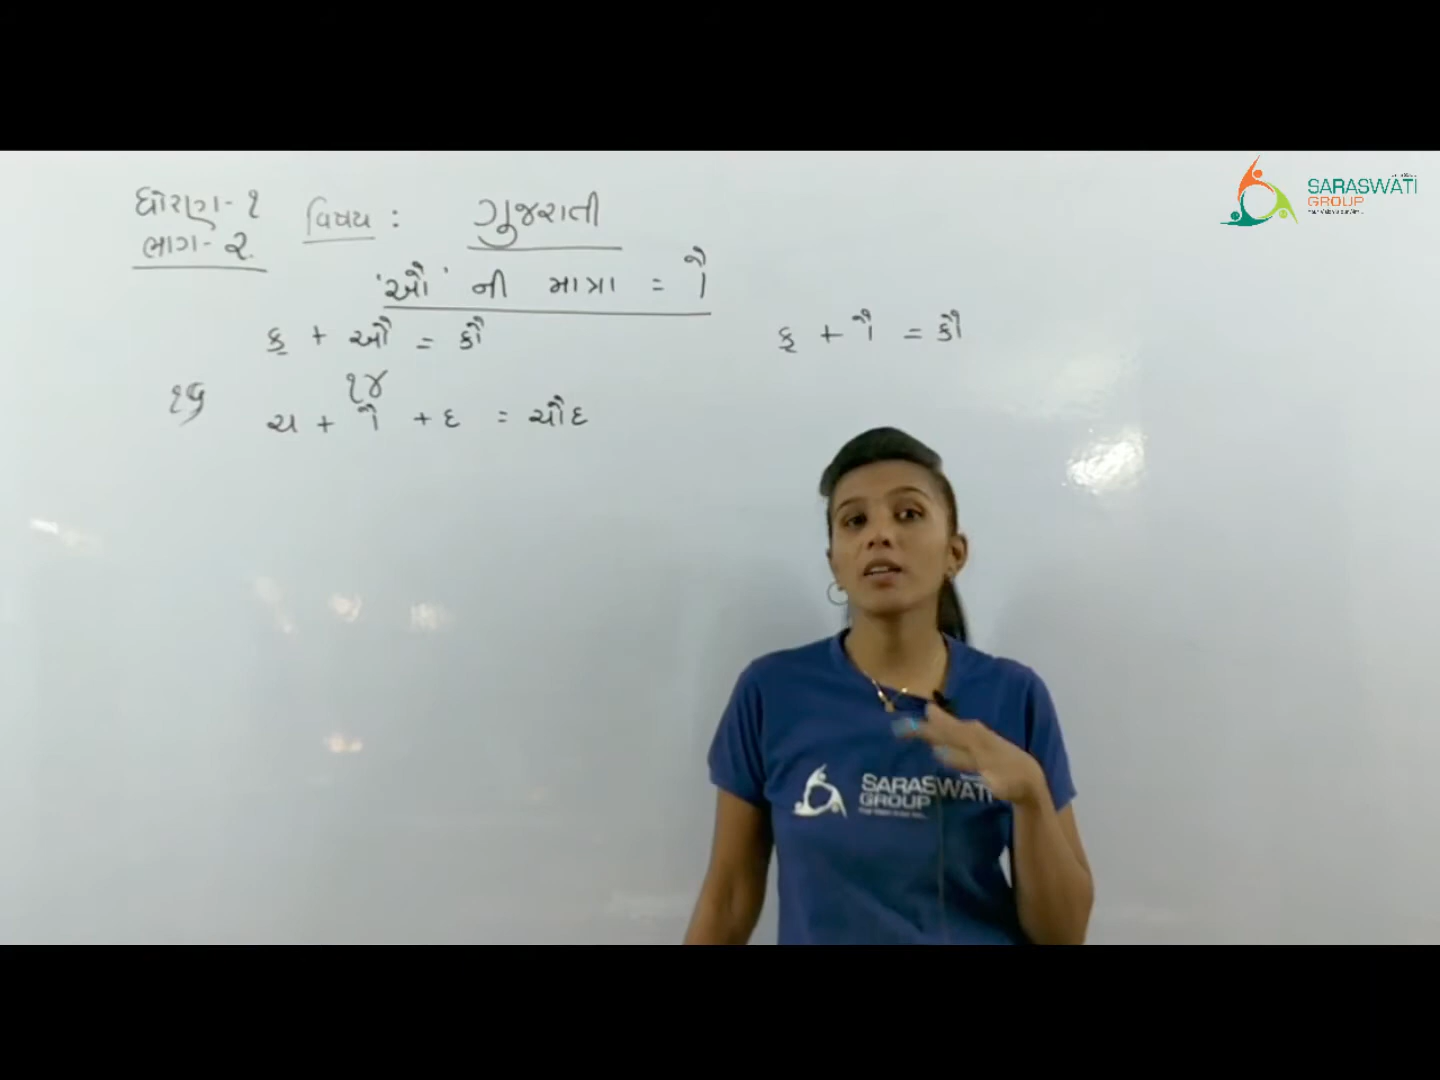 ધોરણ-૧ વિષય : ગુજરાતી
ભાગ-૨
'ઔ' ની માત્રા = ૌ
ક + ઔ = કૌ
ક + ૌ = કૌ
૧૪
ચ + ૌ + દ = ચૌદ
SARASWATI
GROUP
SARASWATI
GROUP